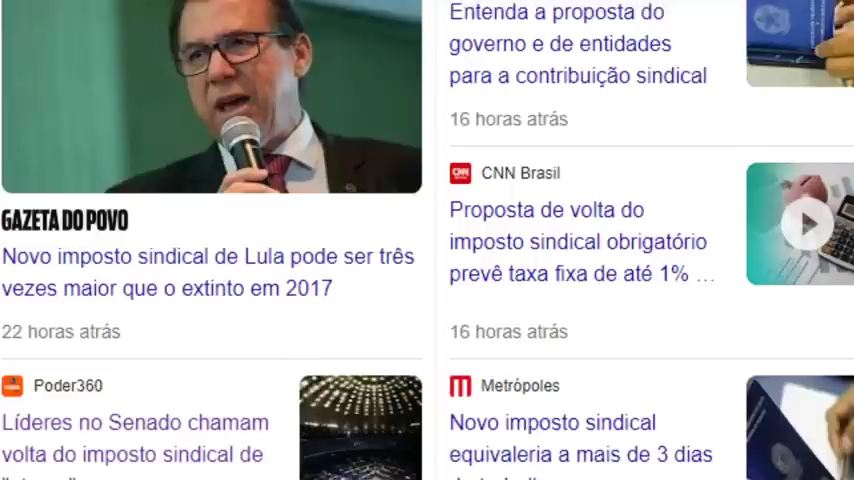 GAZETA DO POVO
Novo imposto sindical de Lula pode ser três
vezes maior que o extinto em 2017
22 horas atrás
Poder360
Líderes no Senado chamam
volta do imposto sindical de
Entenda a proposta do
governo e de entidades
para a contribuição sindical
16 horas atrás
CNN Brasil
Proposta de volta do
imposto sindical obrigatório
prevê taxa fixa de até 1% ...
16 horas atrás
Metrópoles
Novo imposto sindical
equivaleria a mais de 3 dias